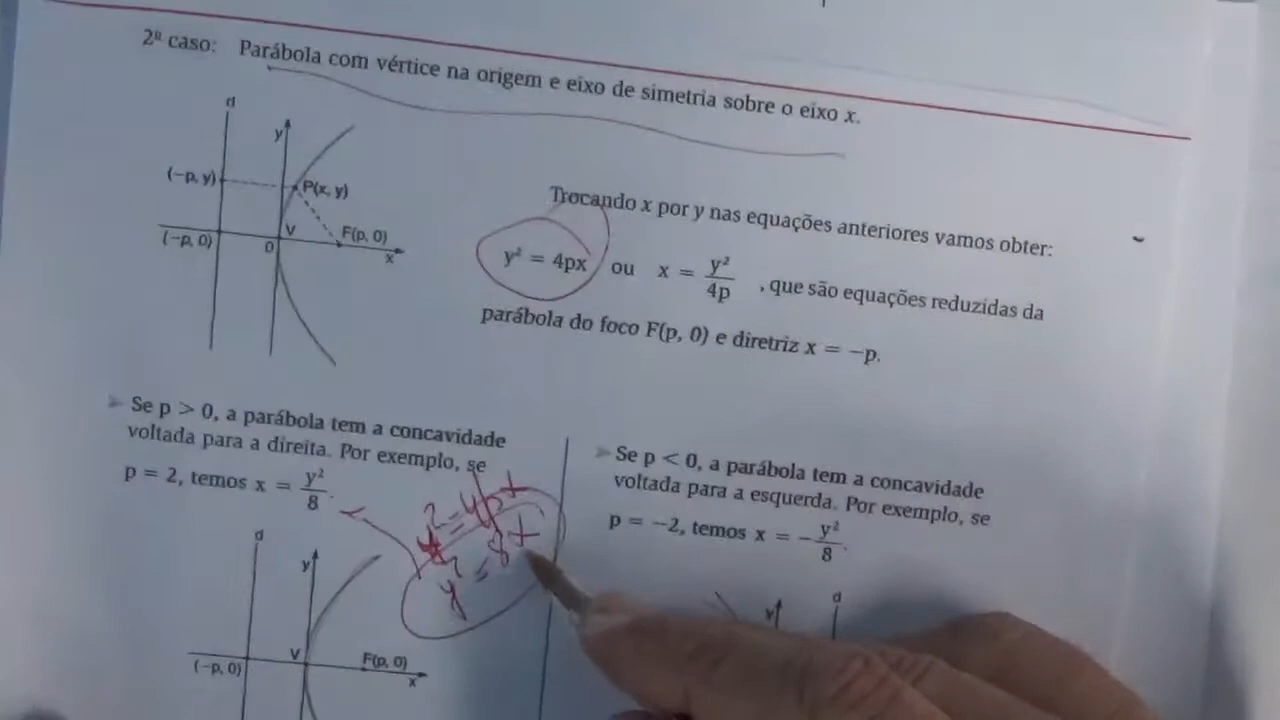 2º caso: Parábola com vértice na origem e eixo de simetria sobre o eixo x.
d
y
(-p, y)
P(x, y)
V
F(p, 0)
(-p, 0)
0
x
Trocando x por y nas equações anteriores vamos obter:
y² = 4px ou x = y²/4p , que são equações reduzidas da
parábola do foco F(p, 0) e diretriz x = -p.
Se p > 0, a parábola tem a concavidade
voltada para a direita. Por exemplo, se
p = 2, temos x = y²/8.
y² = 8x
d
y
V
F(p, 0)
(-p, 0)
x
Se p < 0, a parábola tem a concavidade
voltada para a esquerda. Por exemplo, se
p = -2, temos x = -y²/8.
y
d